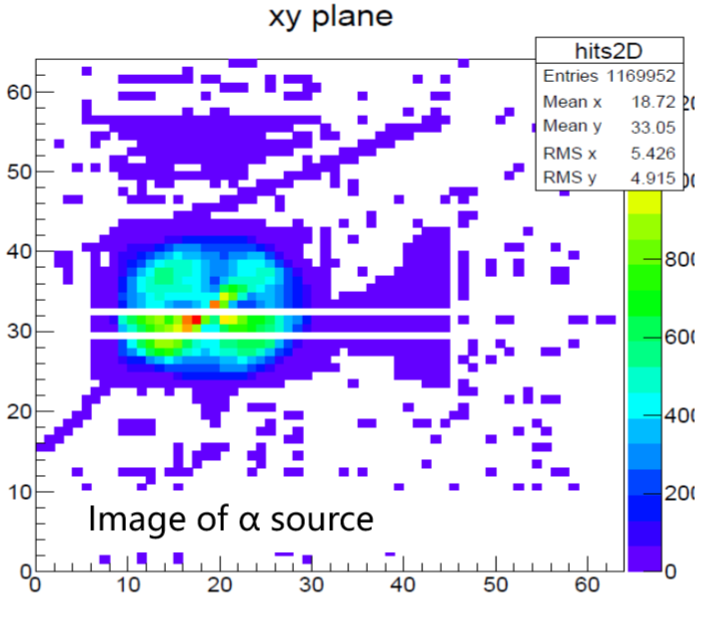 xy plane
hits2D
Entries 1169952
Mean x 18.72
Mean y 33.05
RMS x 5.426
RMS y 4.915
60
50
40
30
20
10
0
0 10 20 30 40 50 60
800
600
400
200
0
Image of α source